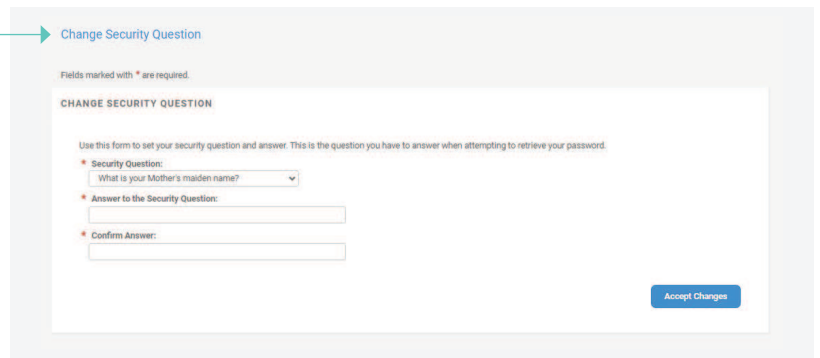 Change Security Question
Fields marked with * are required.
CHANGE SECURITY QUESTION
Use this form to set your security question and answer. This is the question you have to answer when attempting to retrieve your password.
* Security Question:
What is your Mother's maiden name?
* Answer to the Security Question:
* Confirm Answer:
Accept Changes